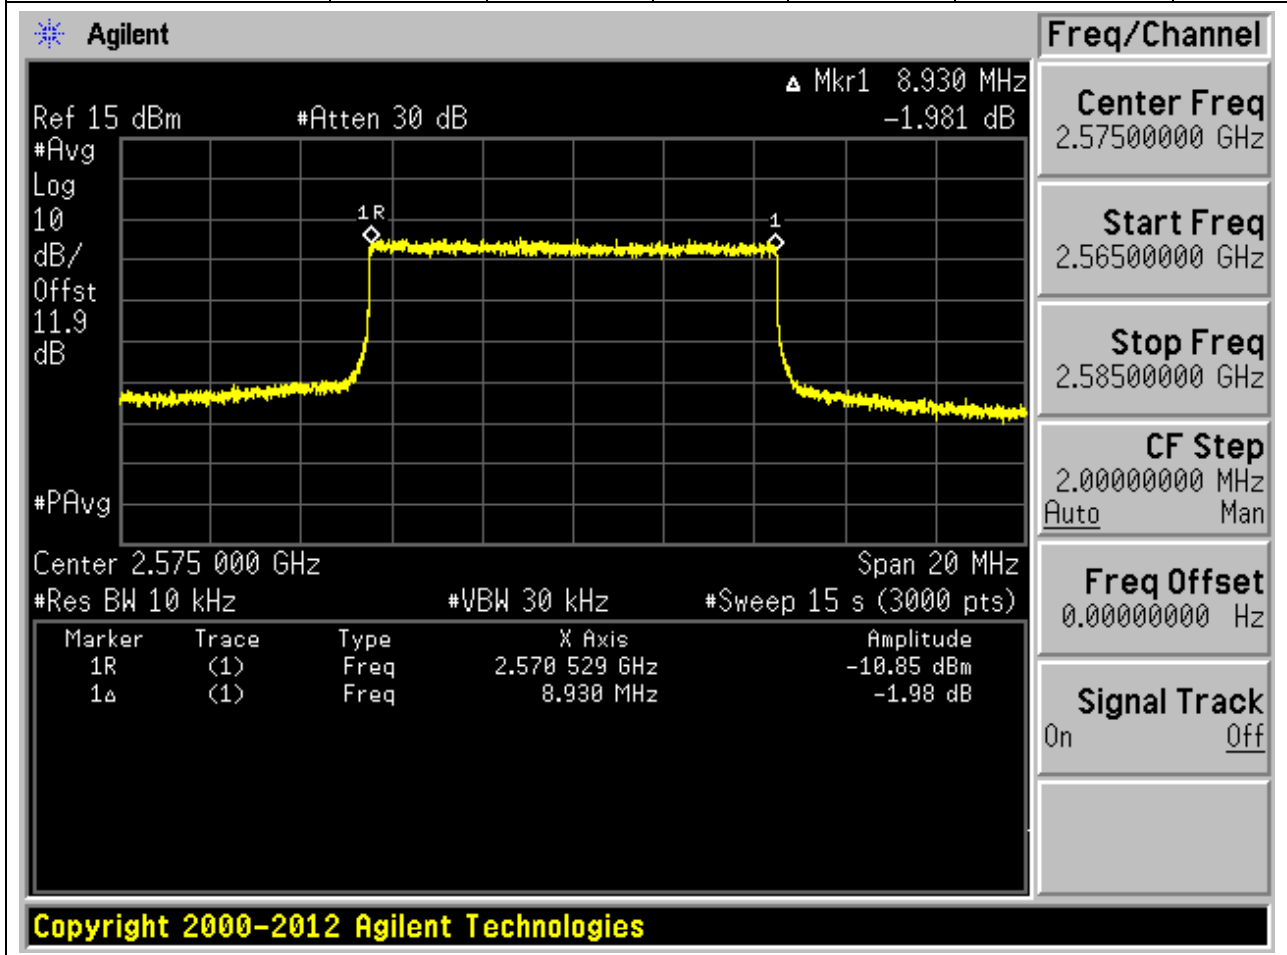 Agilent
Freq/Channel
▵ Mkr1 8.930 MHz
Ref 15 dBm #Atten 30 dB -1.981 dB
#Avg
Log
10
dB/
Offst
11.9
dB
#PAvg
1R
1
Center 2.575 000 GHz Span 20 MHz
#Res BW 10 kHz #VBW 30 kHz #Sweep 15 s (3000 pts)
Marker Trace Type X Axis Amplitude
1R (1) Freq 2.570 529 GHz -10.85 dBm
1▵ (1) Freq 8.930 MHz -1.98 dB
Center Freq
2.57500000 GHz
Start Freq
2.56500000 GHz
Stop Freq
2.58500000 GHz
CF Step
2.00000000 MHz
Auto Man
Freq Offset
0.00000000 Hz
Signal Track
On Off
Copyright 2000-2012 Agilent Technologies